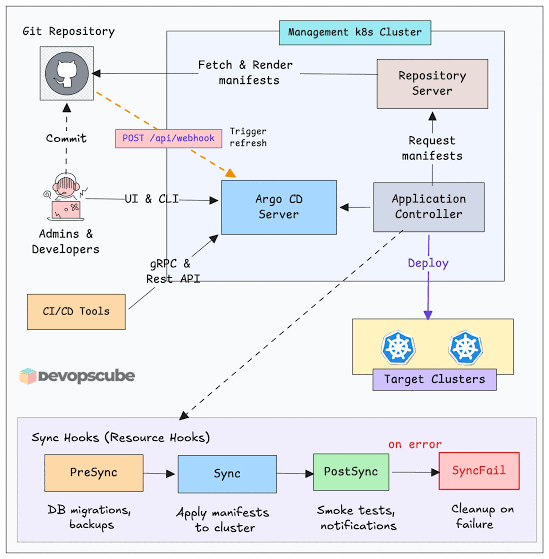 Git Repository
Management k8s Cluster
Fetch & Render
manifests
Repository
Server
Commit
POST /api/webhook
Trigger
refresh
Request
manifests
UI & CLI
Argo CD
Server
Application
Controller
Admins &
Developers
gRPC &
Rest API
Deploy
CI/CD Tools
Target Clusters
DEVOPSCUBE
Sync Hooks (Resource Hooks)
on error
PreSync
Sync
PostSync
SyncFail
DB migrations,
backups
Apply manifests
to cluster
Smoke tests,
notifications
Cleanup on
failure